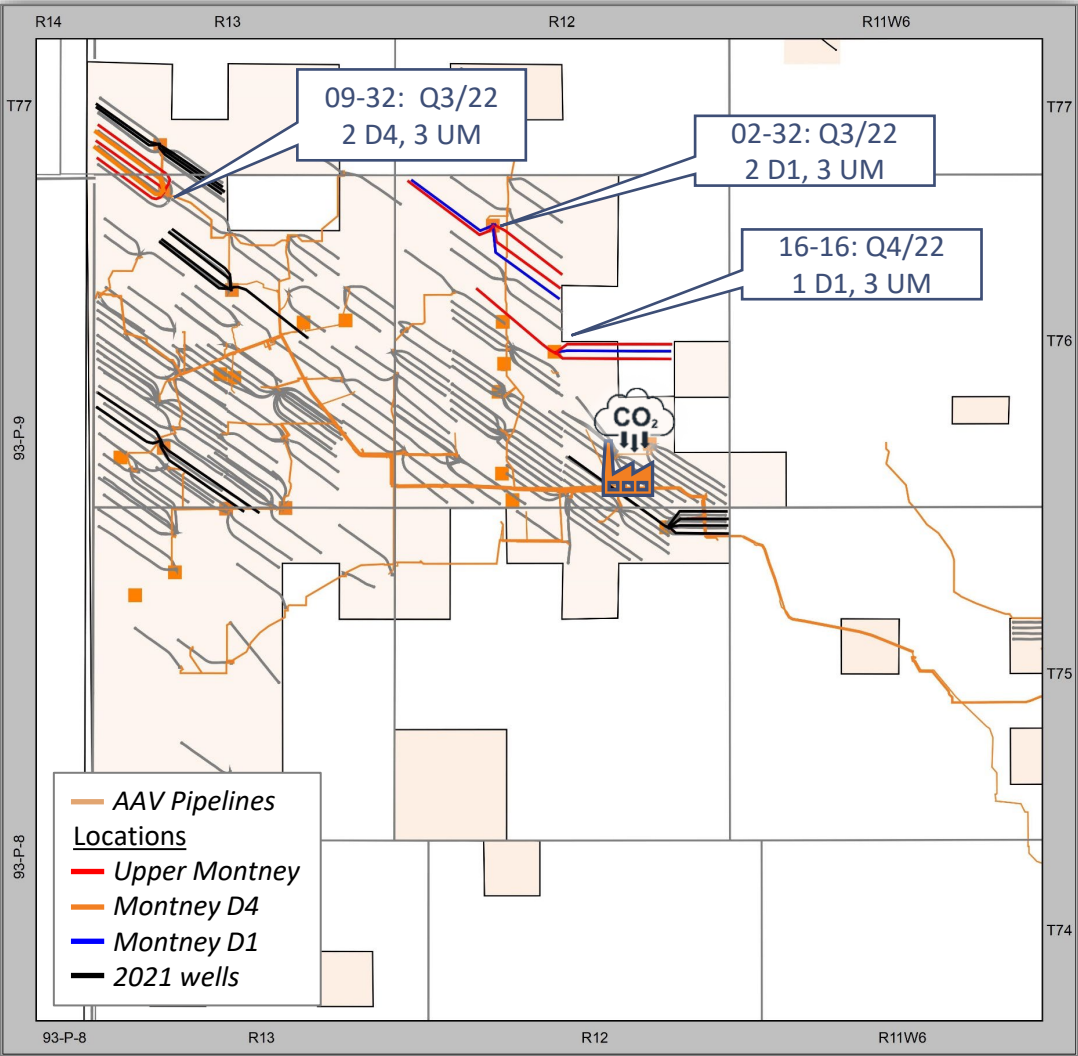 R14
R13
R12
R11W6
T77
T77
09-32: Q3/22
2 D4, 3 UM
02-32: Q3/22
2 D1, 3 UM
16-16: Q4/22
1 D1, 3 UM
T76
93-P-9
CO₂
T75
AAV Pipelines
Locations
Upper Montney
Montney D4
Montney D1
2021 wells
93-P-8
T74
93-P-8
R13
R12
R11W6